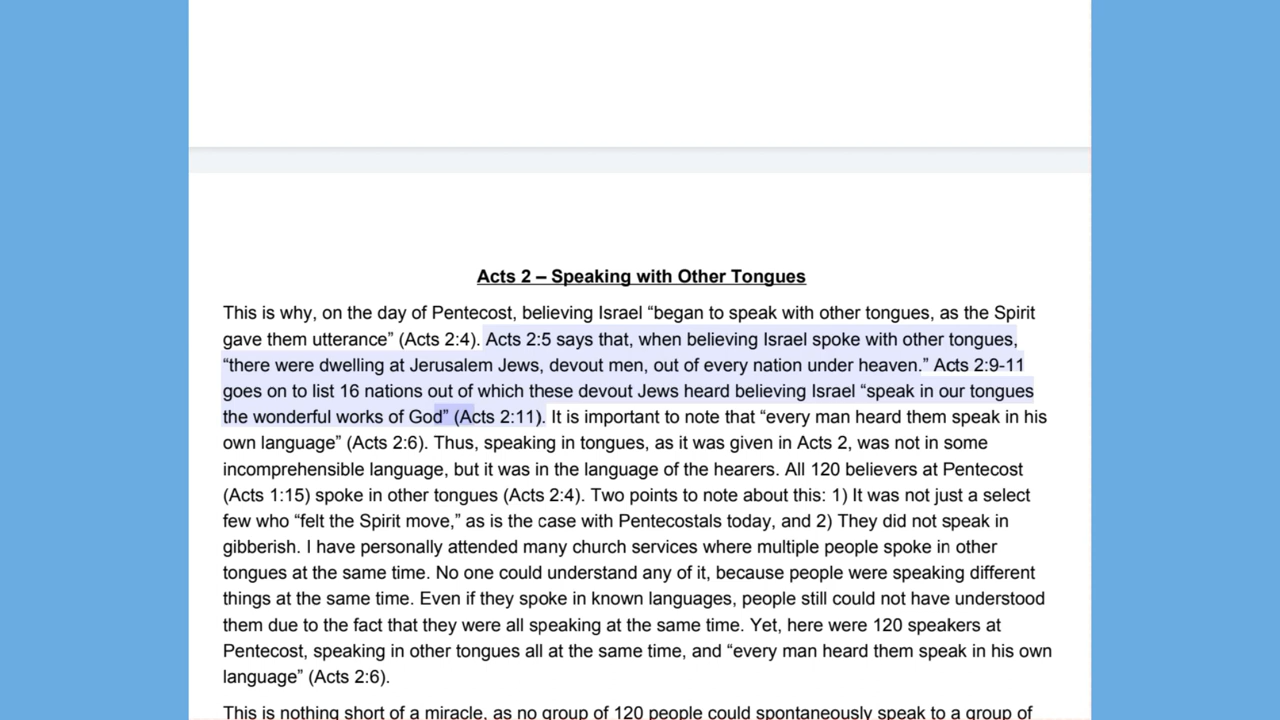 Acts 2 – Speaking with Other Tongues
This is why, on the day of Pentecost, believing Israel “began to speak with other tongues, as the Spirit
gave them utterance” (Acts 2:4). Acts 2:5 says that, when believing Israel spoke with other tongues,
“there were dwelling at Jerusalem Jews, devout men, out of every nation under heaven.” Acts 2:9-11
goes on to list 16 nations out of which these devout Jews heard believing Israel “speak in our tongues
the wonderful works of God” (Acts 2:11). It is important to note that “every man heard them speak in his
own language” (Acts 2:6). Thus, speaking in tongues, as it was given in Acts 2, was not in some
incomprehensible language, but it was in the language of the hearers. All 120 believers at Pentecost
(Acts 1:15) spoke in other tongues (Acts 2:4). Two points to note about this: 1) It was not just a select
few who “felt the Spirit move,” as is the case with Pentecostals today, and 2) They did not speak in
gibberish. I have personally attended many church services where multiple people spoke in other
tongues at the same time. No one could understand any of it, because people were speaking different
things at the same time. Even if they spoke in known languages, people still could not have understood
them due to the fact that they were all speaking at the same time. Yet, here were 120 speakers at
Pentecost, speaking in other tongues all at the same time, and “every man heard them speak in his own
language” (Acts 2:6).
This is nothing short of a miracle, as no group of 120 people could spontaneously speak to a group of